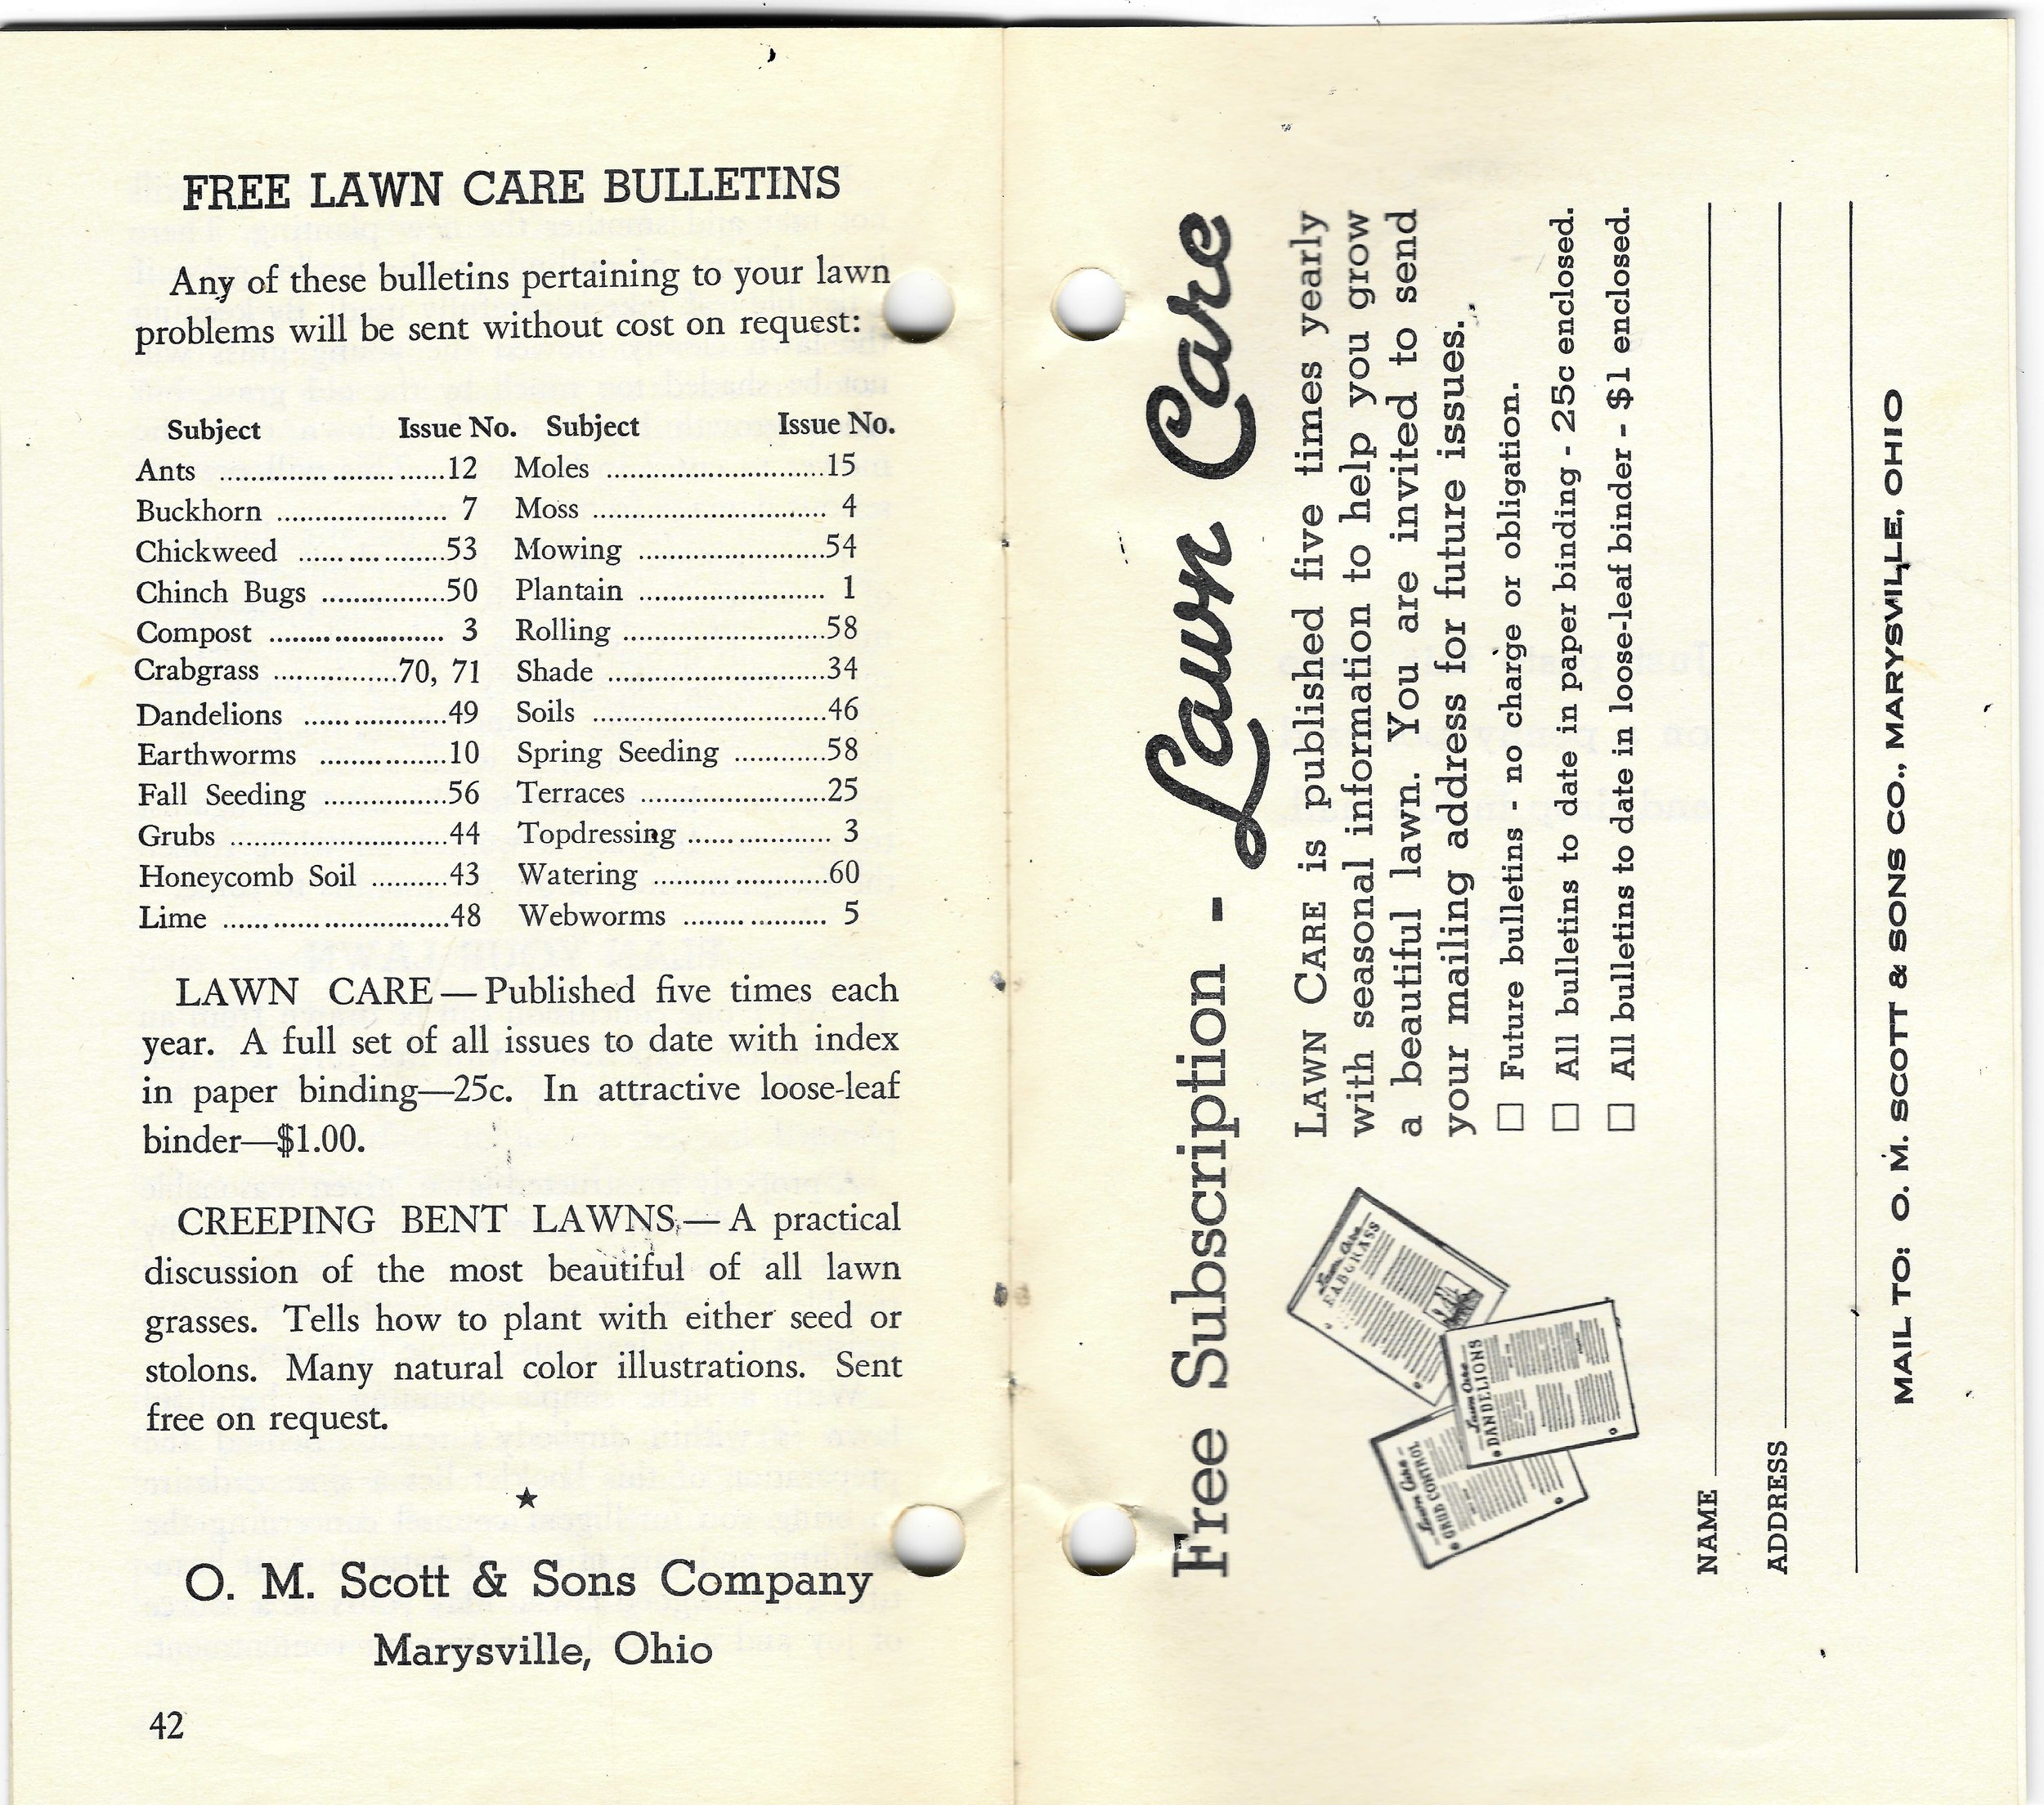 FREE LAWN CARE BULLETINS
Any of these bulletins pertaining to your lawn
problems will be sent without cost on request:
Subject Issue No. Subject Issue No.
Ants ....................12 Moles ....................15
Buckhorn .................... 7 Moss .................... 4
Chickweed ....................53 Mowing ....................54
Chinch Bugs ....................50 Plantain .................... 1
Compost .................... 3 Rolling ....................58
Crabgrass ................70, 71 Shade ....................34
Dandelions ....................49 Soils ....................46
Earthworms ....................10 Spring Seeding ............58
Fall Seeding ................56 Terraces ....................25
Grubs ....................44 Topdressing .................... 3
Honeycomb Soil ..........43 Watering ....................60
Lime ....................48 Webworms .................... 5
LAWN CARE—Published five times each
year. A full set of all issues to date with index
in paper binding—25c. In attractive loose-leaf
binder—$1.00.
CREEPING BENT LAWNS—A practical
discussion of the most beautiful of all lawn
grasses. Tells how to plant with either seed or
stolons. Many natural color illustrations. Sent
free on request.
★
O. M. Scott & Sons Company
Marysville, Ohio
42
Free Subscription - Lawn Care
LAWN CARE is published five times yearly
with seasonal information to help you grow
a beautiful lawn. You are invited to send
your mailing address for future issues.
☐ Future bulletins - no charge or obligation.
☐ All bulletins to date in paper binding - 25c enclosed.
☐ All bulletins to date in loose-leaf binder - $1 enclosed.
Lawn Care
Lawn Care
DANDELIONS
Lawn Care
GRUB CONTROL
NAME
ADDRESS
MAIL TO: O. M. SCOTT & SONS CO., MARYSVILLE, OHIO